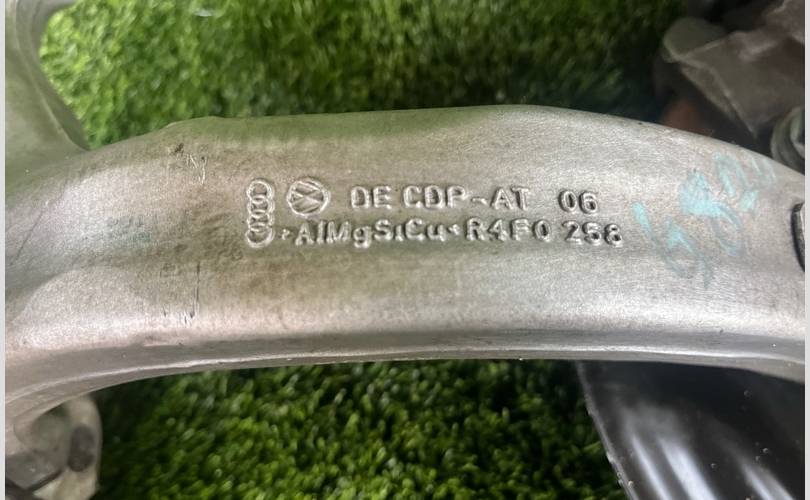 DE CDP-AT 06
>AlMgSiCu< R4F0 258